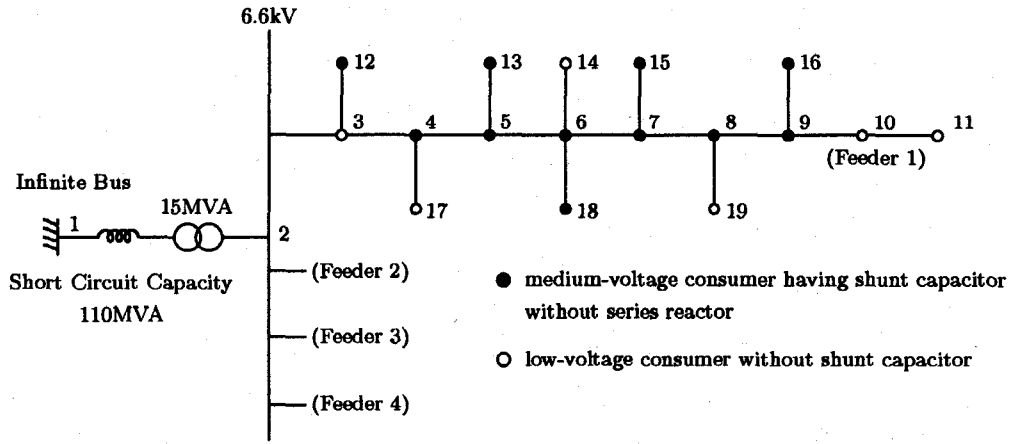 6.6kV
12
13
14
15
16
3
4
5
6
7
8
9
10
11
(Feeder 1)
17
18
19
Infinite Bus
1
15MVA
2
Short Circuit Capacity
110MVA
(Feeder 2)
(Feeder 3)
(Feeder 4)
medium-voltage consumer having shunt capacitor
without series reactor
low-voltage consumer without shunt capacitor